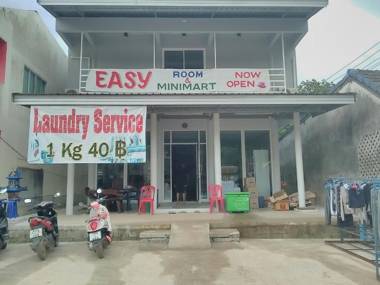 EASY ROOM & MINIMART NOW OPEN
Laundry Service
1 Kg 40 ฿